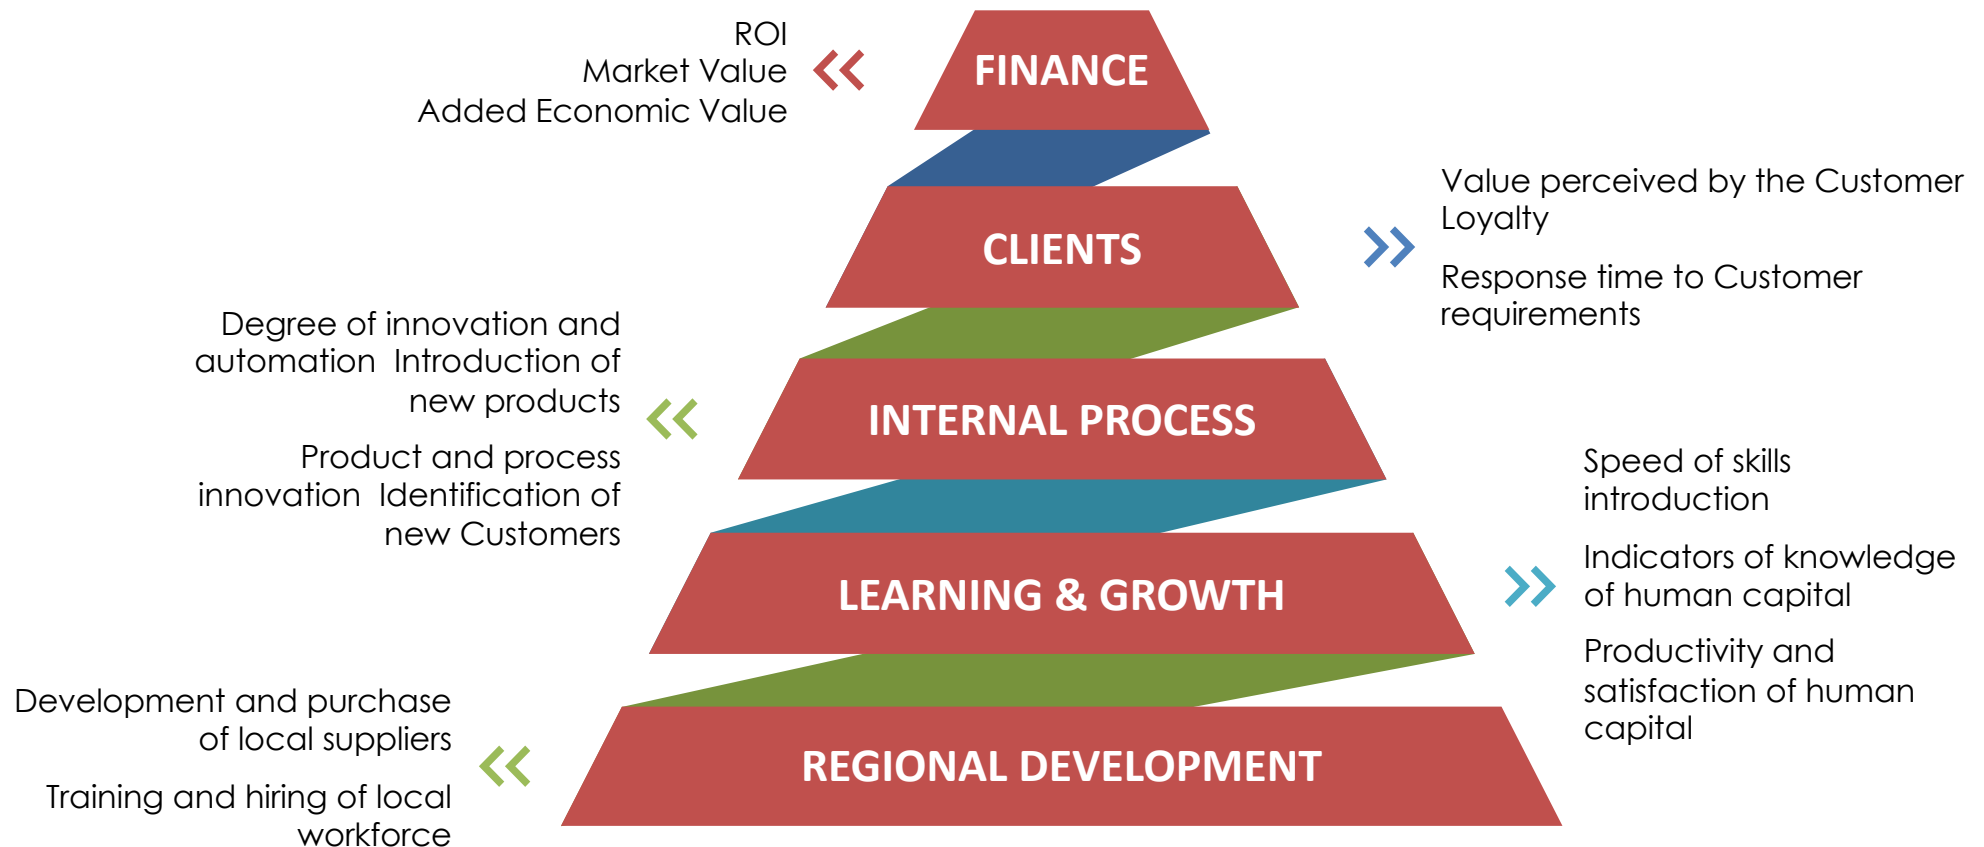 ROI
Market Value
Added Economic Value
FINANCE
Value perceived by the Customer
Loyalty
Response time to Customer
requirements
CLIENTS
Degree of innovation and
automation  Introduction of
new products
Product and process
innovation  Identification of
new Customers
INTERNAL PROCESS
Speed of skills
introduction
Indicators of knowledge
of human capital
Productivity and
satisfaction of human
capital
LEARNING & GROWTH
Development and purchase
of local suppliers
Training and hiring of local
workforce
REGIONAL DEVELOPMENT